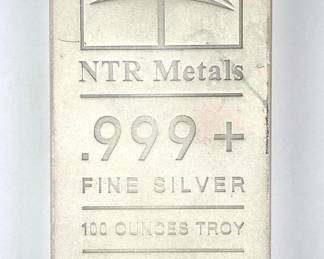 NTR Metals
.999+
FINE SILVER
100 OUNCES TROY